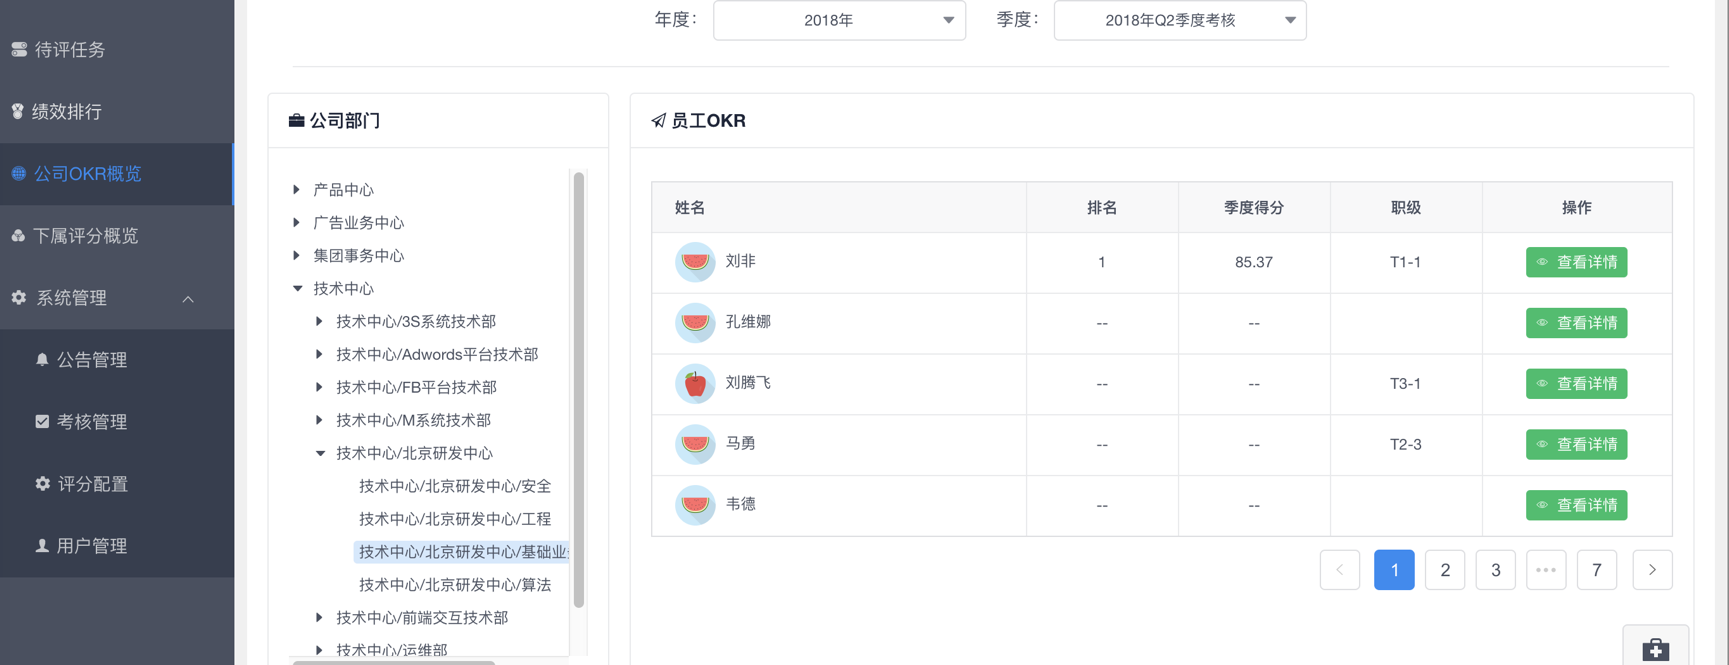 年度：
2018年
季度：
2018年Q2季度考核
待评任务
绩效排行
公司OKR概览
下属评分概览
系统管理
公告管理
考核管理
评分配置
用户管理
公司部门
产品中心
广告业务中心
集团事务中心
技术中心
技术中心/3S系统技术部
技术中心/Adwords平台技术部
技术中心/FB平台技术部
技术中心/M系统技术部
技术中心/北京研发中心
技术中心/北京研发中心/安全
技术中心/北京研发中心/工程
技术中心/北京研发中心/基础业
技术中心/北京研发中心/算法
技术中心/前端交互技术部
技术中心/运维部
员工OKR
姓名 排名 季度得分 职级 操作
刘非 1 85.37 T1-1 查看详情
孔维娜 -- -- 查看详情
刘腾飞 -- -- T3-1 查看详情
马勇 -- -- T2-3 查看详情
韦德 -- -- 查看详情
1 2 3 ••• 7